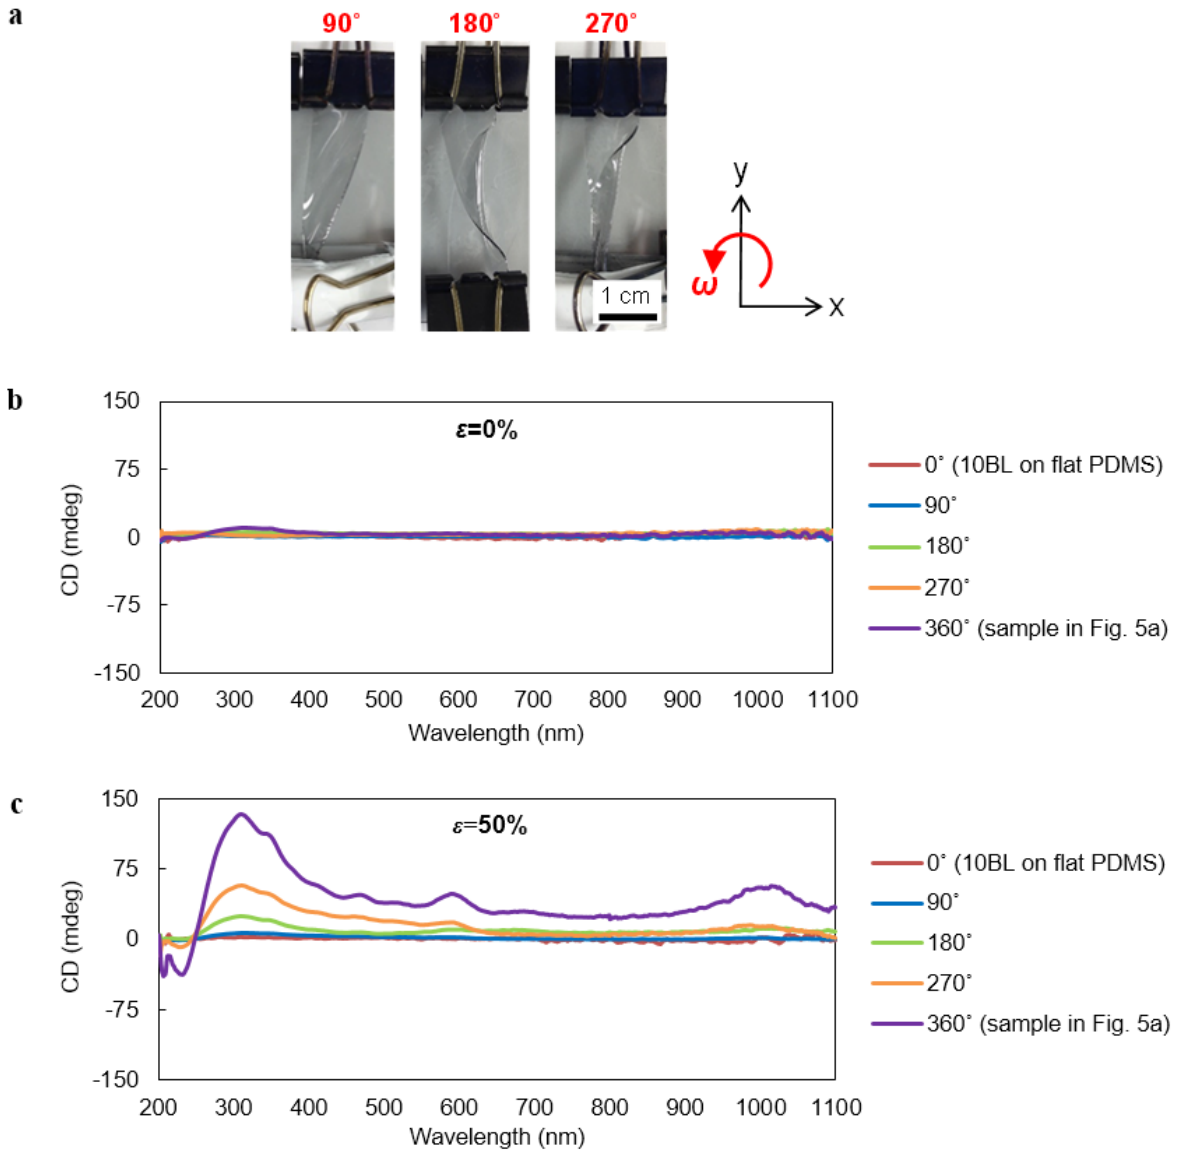 a
90˚ 180˚ 270˚
1 cm
y
ω
x
b
150
75
0
-75
-150
CD (mdeg)
ε=0%
200 300 400 500 600 700 800 900 1000 1100
Wavelength (nm)
0˚ (10BL on flat PDMS)
90˚
180˚
270˚
360˚ (sample in Fig. 5a)
c
150
75
0
-75
-150
CD (mdeg)
ε=50%
200 300 400 500 600 700 800 900 1000 1100
Wavelength (nm)
0˚ (10BL on flat PDMS)
90˚
180˚
270˚
360˚ (sample in Fig. 5a)